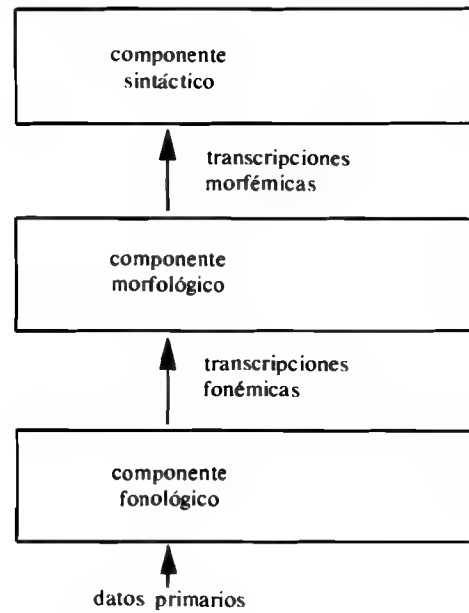 componente
sintáctico
transcripciones
morfémicas
componente
morfológico
transcripciones
fonémicas
componente
fonológico
datos primarios